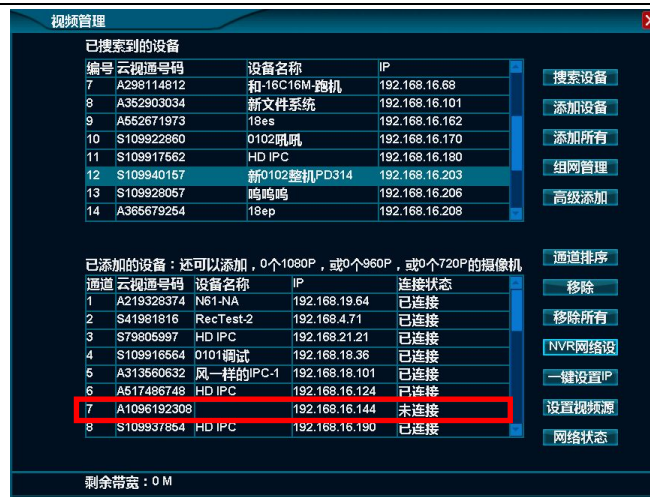 视频管理
已搜索到的设备
编号 云视通号码 设备名称 IP
7 A298114812 和-16C16M-跑机 192.168.16.68
8 A352903034 新文件系统 192.168.16.101
9 A552671973 18es 192.168.16.162
10 S109922860 0102吼吼 192.168.16.170
11 S109917562 HD IPC 192.168.16.180
12 S109940157 新0102整机PD314 192.168.16.203
13 S109928057 呜呜呜 192.168.16.206
14 A365679254 18ep 192.168.16.208
搜索设备
添加设备
添加所有
组网管理
高级添加
已添加的设备：还可以添加，0个1080P，或0个960P，或0个720P的摄像机
通道 云视通号码 设备名称 IP 连接状态
1 A219328374 N61-NA 192.168.19.64 已连接
2 S41981816 RecTest-2 192.168.4.71 已连接
3 S79805997 HD IPC 192.168.21.21 已连接
4 S109916564 0101调试 192.168.18.36 已连接
5 A313560632 风一样的IPC-1 192.168.18.101 已连接
6 A517486748 HD IPC 192.168.16.124 已连接
7 A1096192308 192.168.16.144 未连接
8 S109937854 HD IPC 192.168.16.190 已连接
通道排序
移除
移除所有
NVR网络设
一键设置IP
设置视频源
网络状态
剩余带宽：0 M